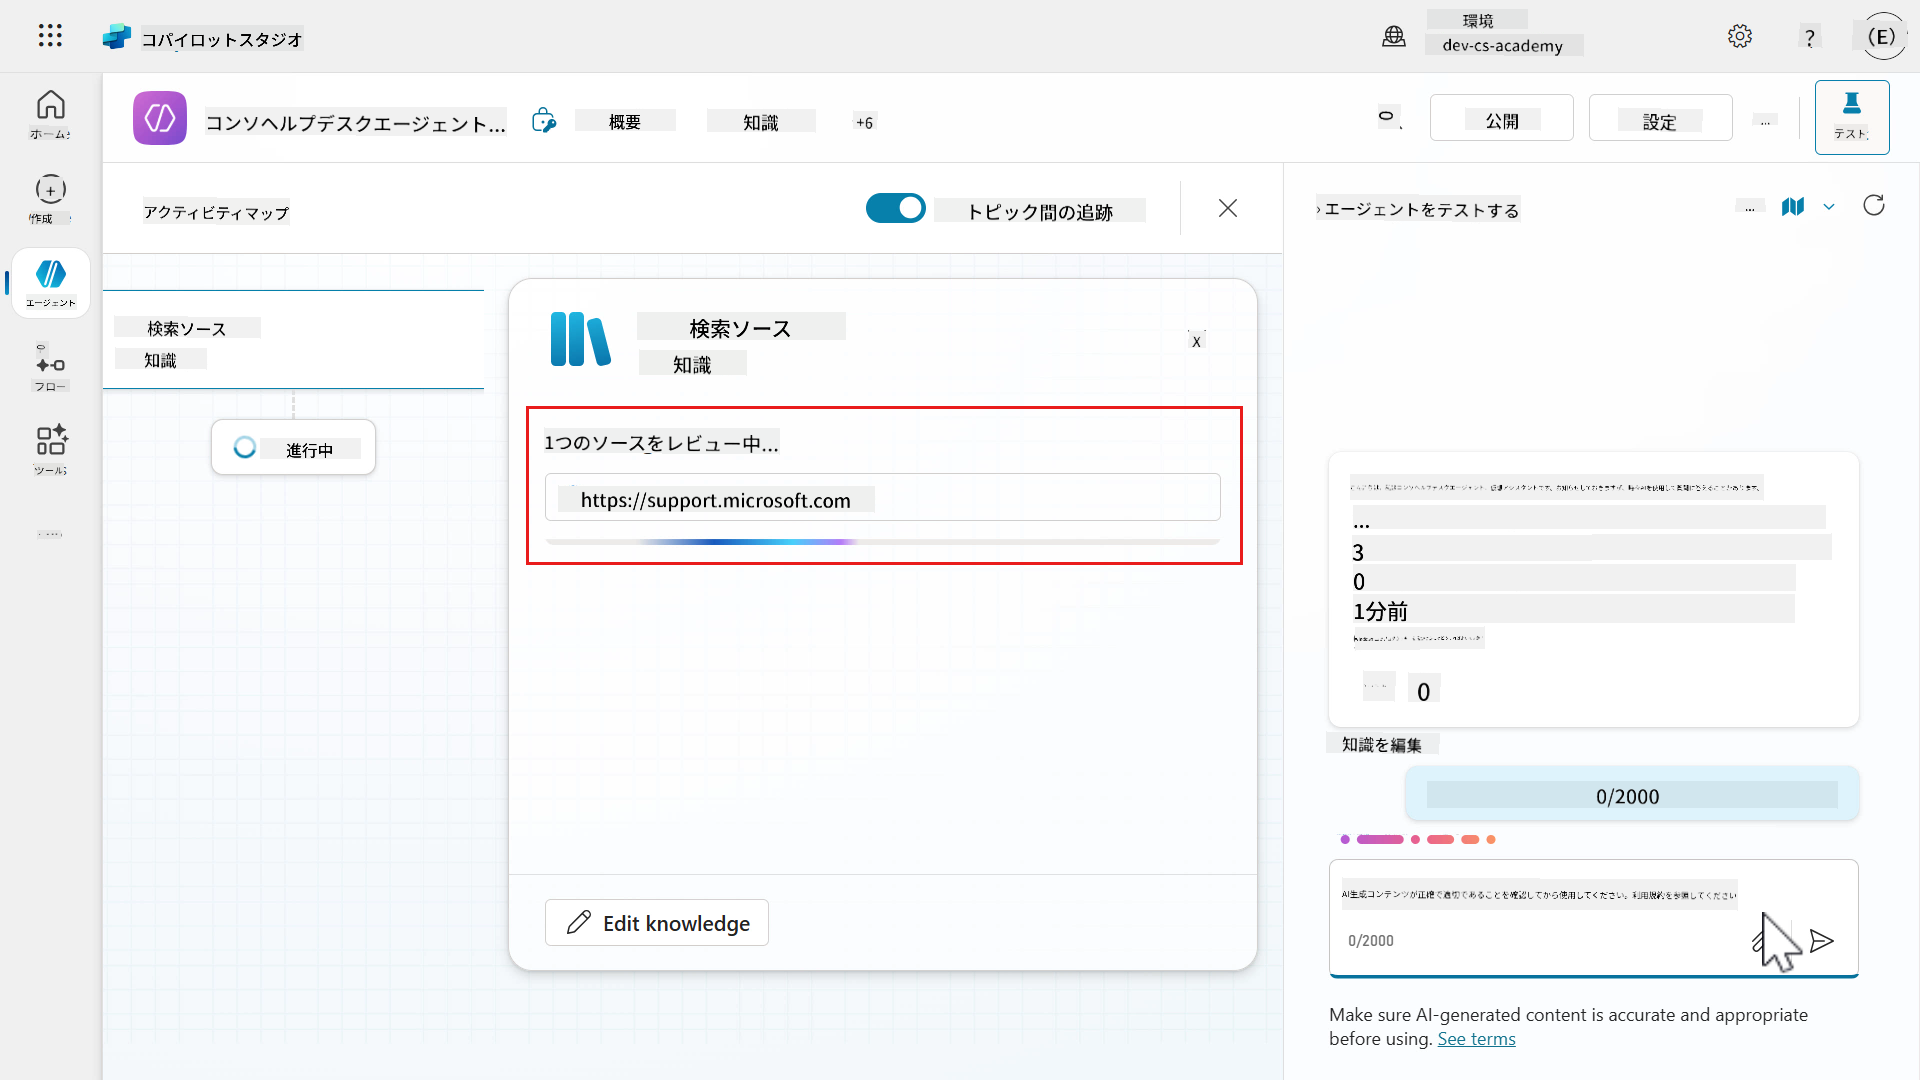 コパイロットスタジオ
環境
dev-cs-academy
?
(E)
ホーム
作成
エージェント
フロー
ツール
コンソヘルプデスクエージェント...
概要
知識
+6
公開
設定
...
テスト
アクティビティマップ
トピック間の追跡
検索ソース
知識
進行中
検索ソース
知識
x
1つのソースをレビュー中...
https://support.microsoft.com
Edit knowledge
エージェントをテストする
...
...
3
0
1分前
0
知識を編集
0/2000
AI生成コンテンツが正確で適切であることを確認してから使用してください。利用規約を参照してください
0/2000
Make sure AI-generated content is accurate and appropriate
before using. See terms